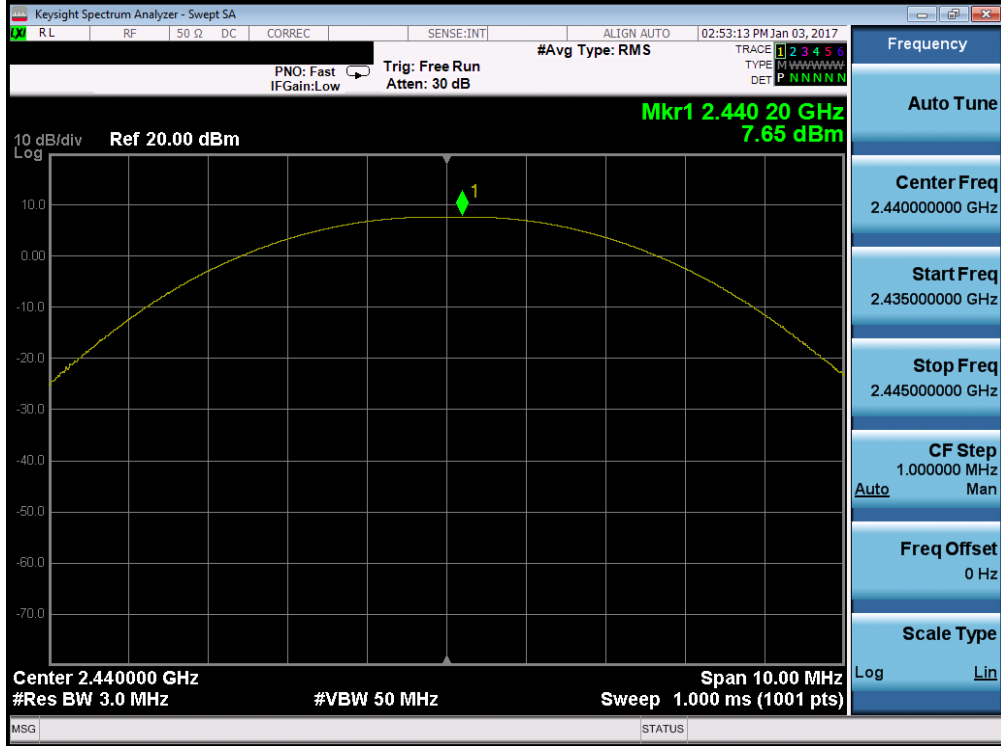 Keysight Spectrum Analyzer - Swept SA
LXI RL RF 50 Ω DC CORREC SENSE:INT ALIGN AUTO 02:53:13 PM Jan 03, 2017
#Avg Type: RMS TRACE 1 2 3 4 5 6
PNO: Fast Trig: Free Run TYPE M WWWWW
IFGain:Low Atten: 30 dB DET P N N N N N
Mkr1 2.440 20 GHz
7.65 dBm
10 dB/div Ref 20.00 dBm
Log
1
10.0
0.00
-10.0
-20.0
-30.0
-40.0
-50.0
-60.0
-70.0
Center 2.440000 GHz Span 10.00 MHz
#Res BW 3.0 MHz #VBW 50 MHz Sweep 1.000 ms (1001 pts)
MSG STATUS
Frequency
Auto Tune
Center Freq
2.440000000 GHz
Start Freq
2.435000000 GHz
Stop Freq
2.445000000 GHz
CF Step
1.000000 MHz
Auto Man
Freq Offset
0 Hz
Scale Type
Log Lin